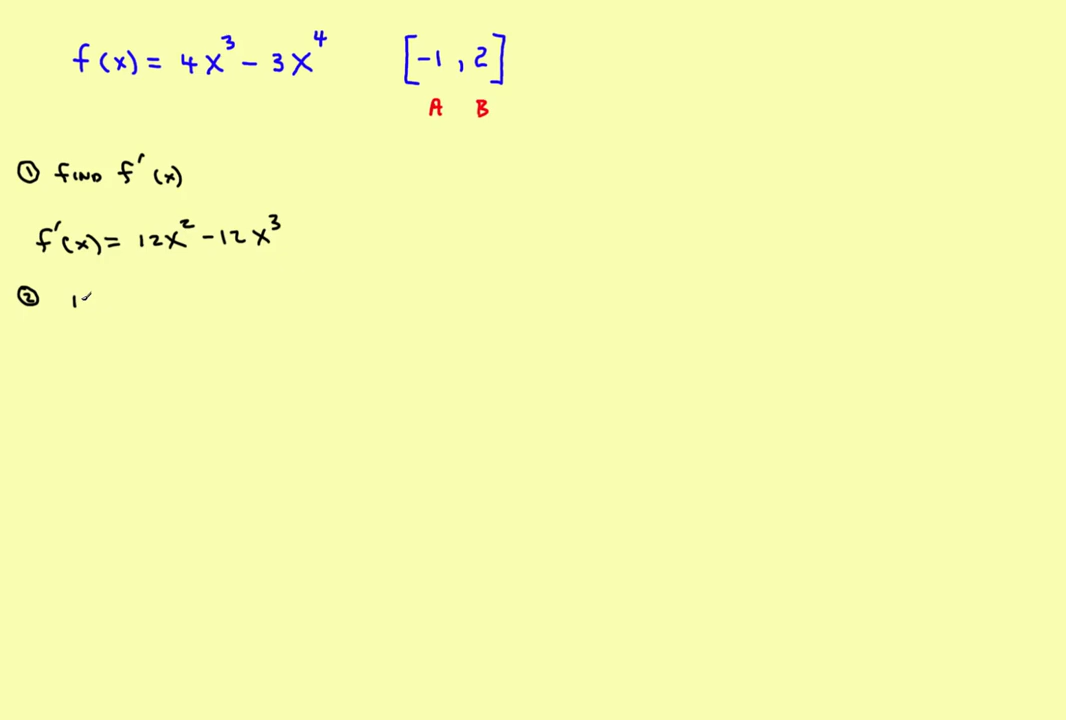 f(x) = 4x³ - 3x⁴ [-1, 2]
A B
① FIND f'(x)
f'(x) = 12x² - 12x³
②